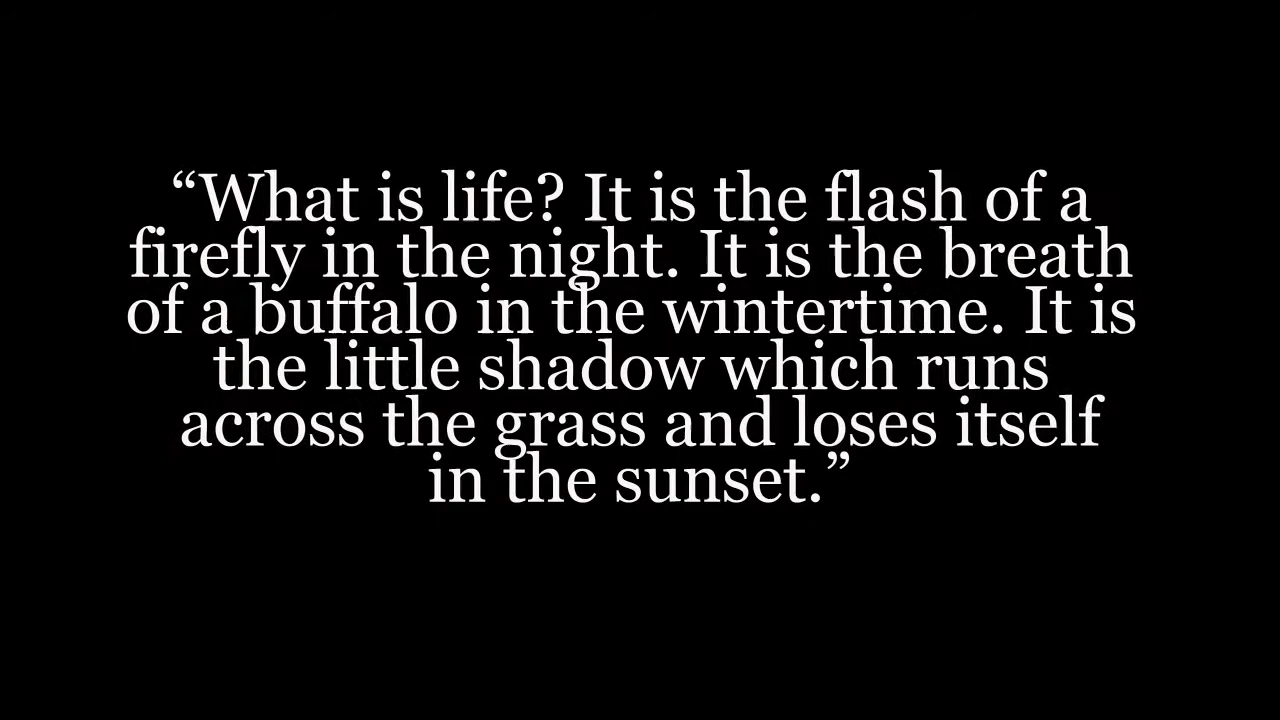 “What is life? It is the flash of a
firefly in the night. It is the breath
of a buffalo in the wintertime. It is
the little shadow which runs
across the grass and loses itself
in the sunset.”